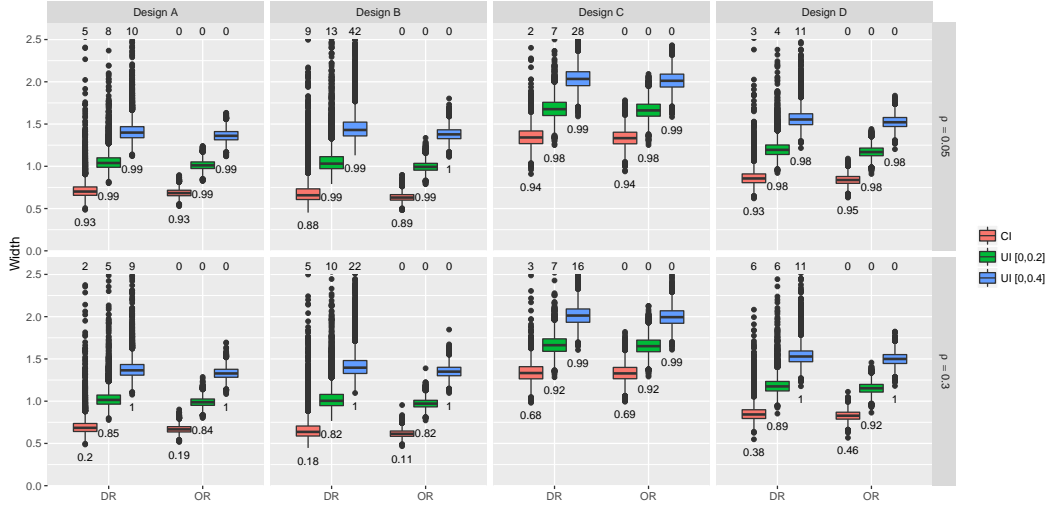 Design A
Design B
Design C
Design D
5 8 10 0 0 0
9 13 42 0 0 0
2 7 28 0 0 0
3 4 11 0 0 0
2.5
2.0
1.5
1.0
0.5
0.0
0.93 0.99 0.99 0.93 0.99 0.99
0.88 0.99 0.99 0.89 0.99 1
0.94 0.98 0.99 0.94 0.98 0.99
0.93 0.98 0.98 0.95 0.98 0.98
ρ = 0.05
Width
2 5 9 0 0 0
5 10 22 0 0 0
3 7 16 0 0 0
6 6 11 0 0 0
2.5
2.0
1.5
1.0
0.5
0.0
0.2 0.85 1 0.19 0.84 1
0.18 0.82 1 0.11 0.82 1
0.68 0.92 0.99 0.69 0.92 0.99
0.38 0.89 1 0.46 0.92 1
ρ = 0.3
DR OR
DR OR
DR OR
DR OR
CI
UI [0,0.2]
UI [0,0.4]